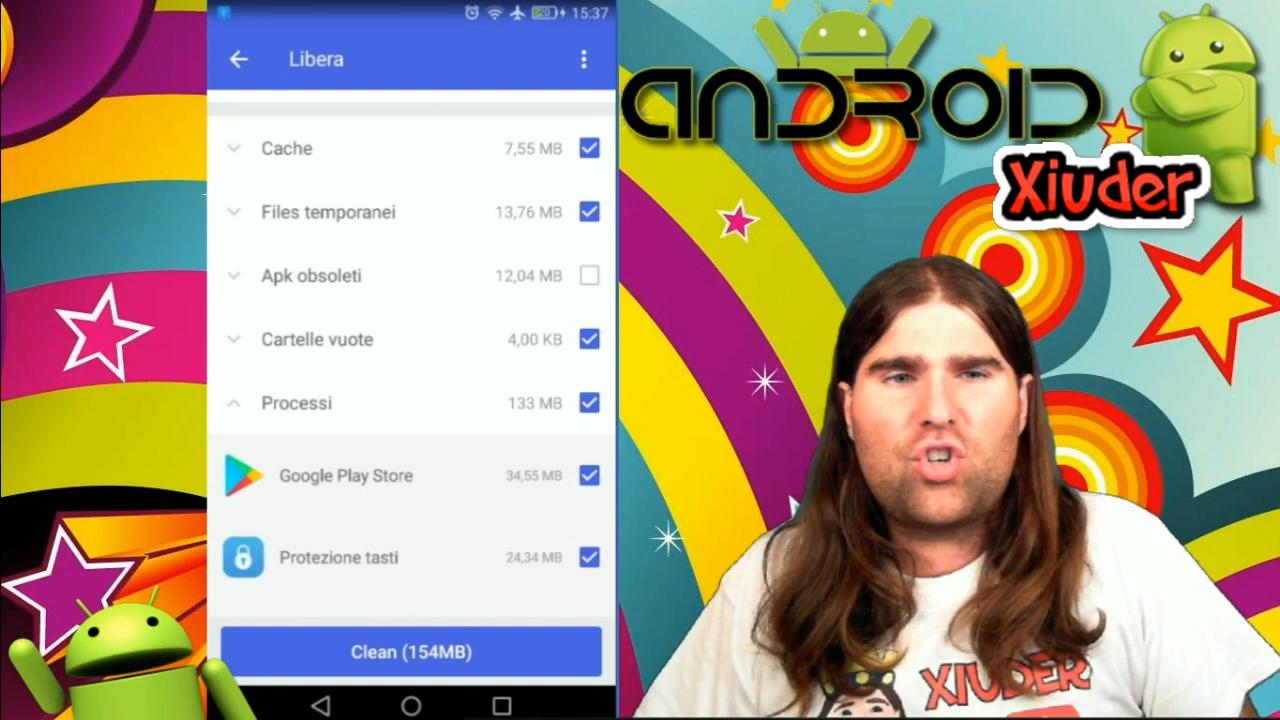 20 15:37
Libera
Cache 7,55 MB
Files temporanei 13,76 MB
Apk obsoleti 12,04 MB
Cartelle vuote 4,00 KB
Processi 133 MB
Google Play Store 34,55 MB
Protezione tasti 24,34 MB
Clean (154MB)
ANDROID
Xiuder
XIUDER